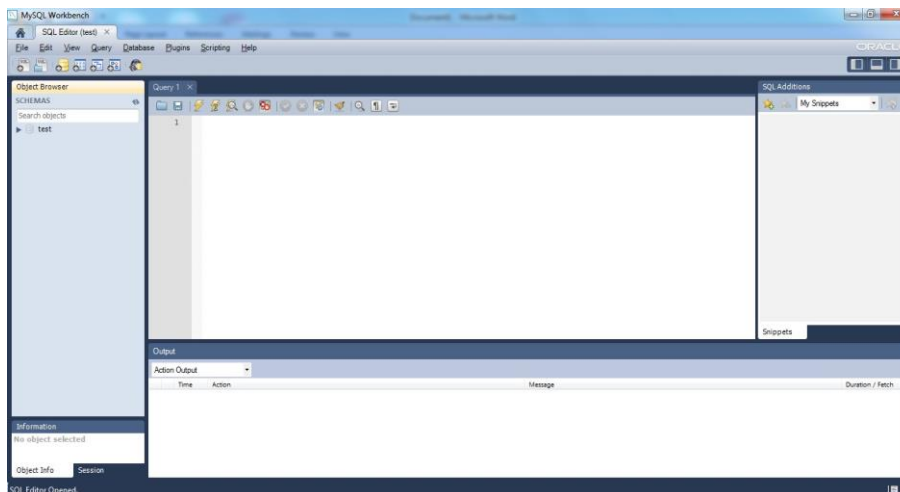 MySQL Workbench
SQL Editor (test) ×
File Edit View Query Database Plugins Scripting Help
ORACLE
Object Browser
SCHEMAS
Search objects
test
Query 1 ×
1
SQL Additions
My Snippets
Snippets
Output
Action Output
Time Action Message Duration / Fetch
Information
No object selected
Object Info Session
SQL Editor Opened.